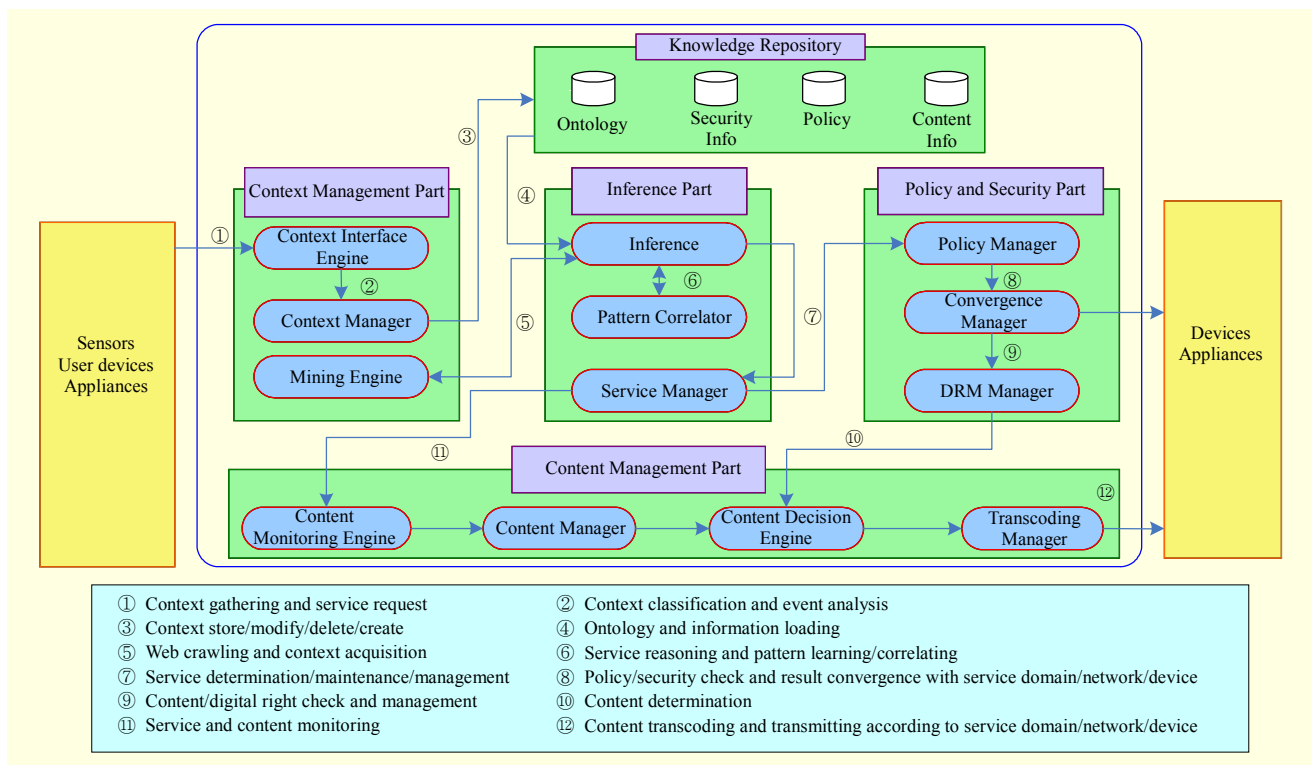 Knowledge Repository
Ontology
Security
Info
Policy
Content
Info
③
④
Context Management Part
Inference Part
Policy and Security Part
①
Context Interface
Engine
②
Context Manager
Mining Engine
⑤
Inference
⑥
Pattern Correlator
Service Manager
⑦
Policy Manager
⑧
Convergence
Manager
⑨
DRM Manager
Sensors
User devices
Appliances
Devices
Appliances
⑩
⑪
Content Management Part
⑫
Content
Monitoring Engine
Content Manager
Content Decision
Engine
Transcoding
Manager
① Context gathering and service request
② Context classification and event analysis
③ Context store/modify/delete/create
④ Ontology and information loading
⑤ Web crawling and context acquisition
⑥ Service reasoning and pattern learning/correlating
⑦ Service determination/maintenance/management
⑧ Policy/security check and result convergence with service domain/network/device
⑨ Content/digital right check and management
⑩ Content determination
⑪ Service and content monitoring
⑫ Content transcoding and transmitting according to service domain/network/device